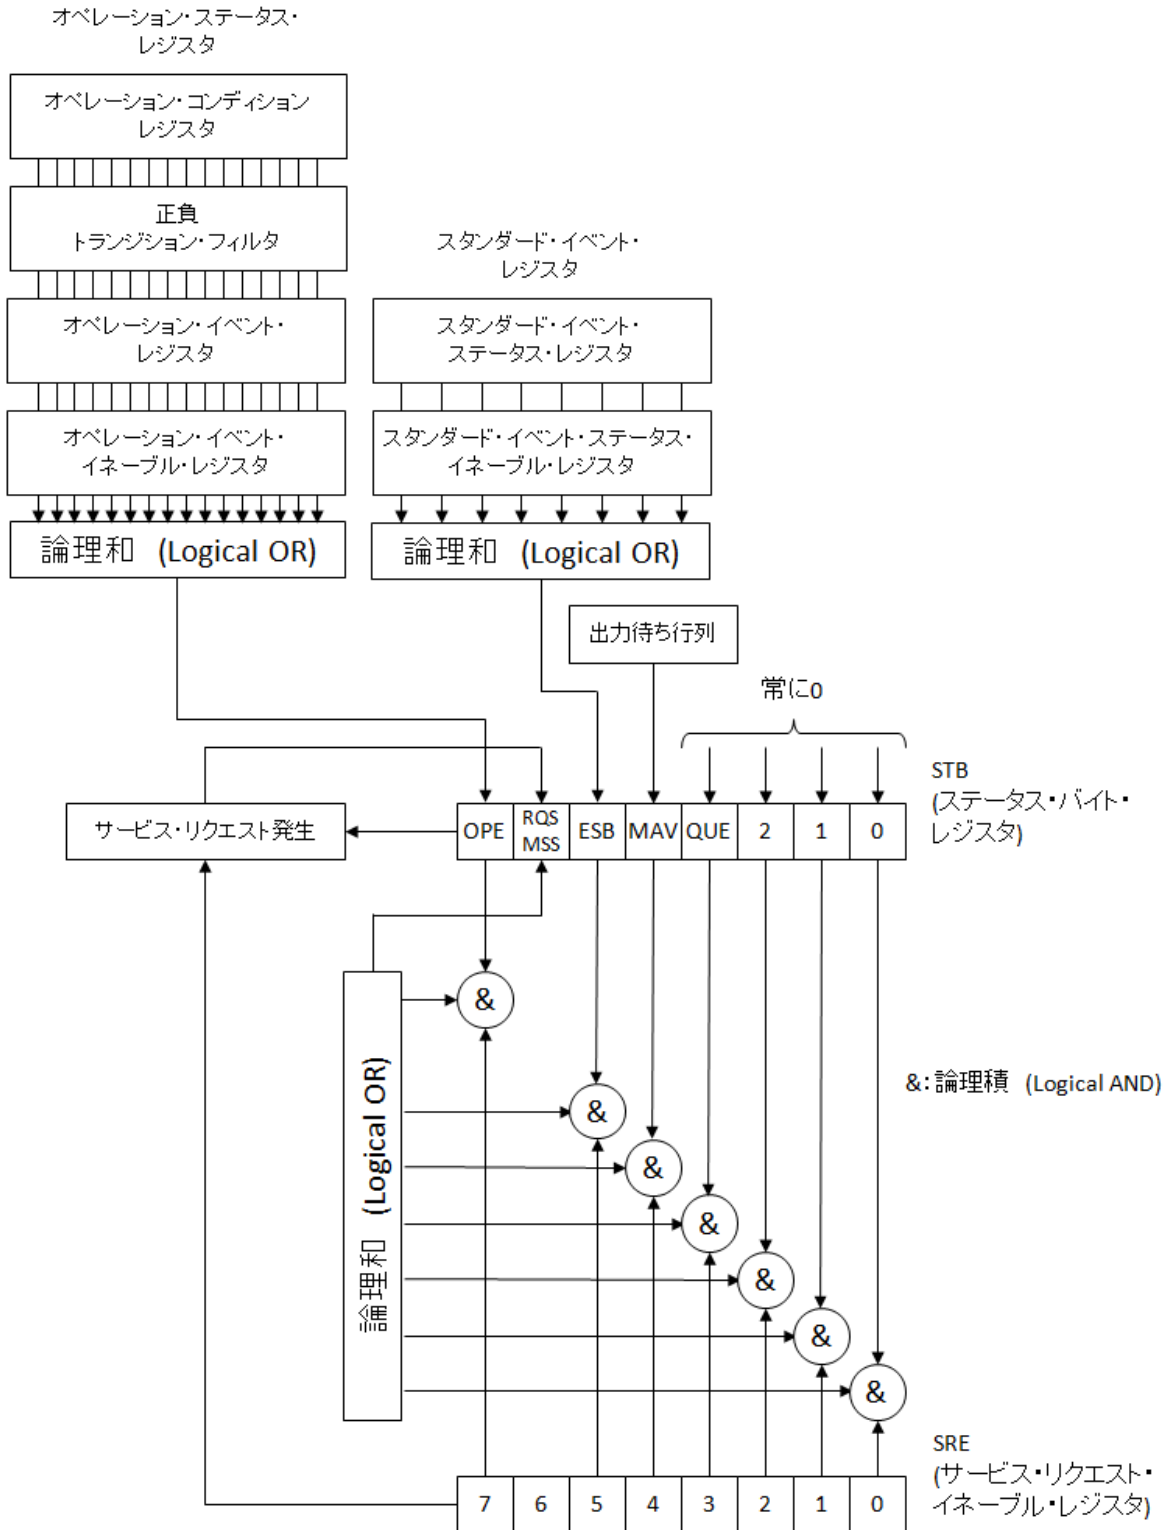 オペレーション・ステータス・
レジスタ
オペレーション・コンディション
レジスタ
正負
トランジション・フィルタ
オペレーション・イベント・
レジスタ
オペレーション・イベント・
イネーブル・レジスタ
論理和 (Logical OR)
スタンダード・イベント・
レジスタ
スタンダード・イベント・
ステータス・レジスタ
スタンダード・イベント・ステータス・
イネーブル・レジスタ
論理和 (Logical OR)
出力待ち行列
常に0
STB
(ステータス・バイト・
レジスタ)
サービス・リクエスト発生
OPE
RQS
MSS
ESB
MAV
QUE
2
1
0
&
&
&
&
&
&
&
論理和 (Logical OR)
&:論理積 (Logical AND)
SRE
(サービス・リクエスト・
イネーブル・レジスタ)
7
6
5
4
3
2
1
0